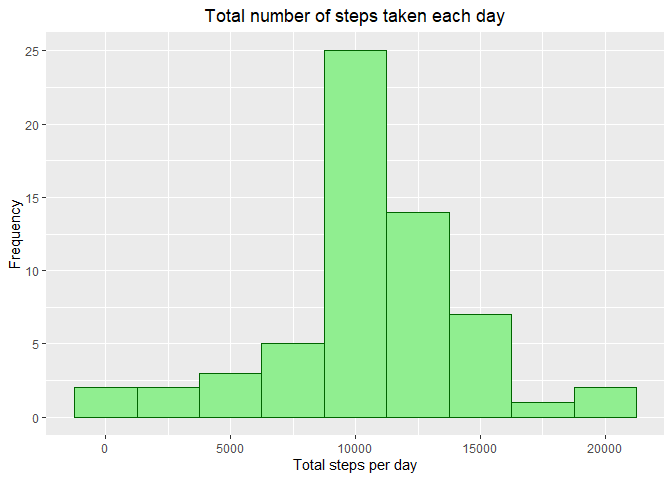 Total number of steps taken each day
25
20
15
10
5
0
Frequency
0 5000 10000 15000 20000
Total steps per day